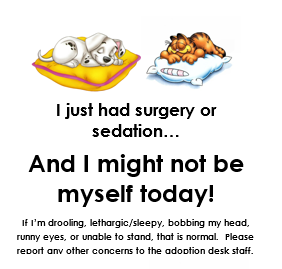 I just had surgery or
sedation...
And I might not be
myself today!
If I'm drooling, lethargic/sleepy, bobbing my head,
runny eyes, or unable to stand, that is normal.  Please
report any other concerns to the adoption desk staff.